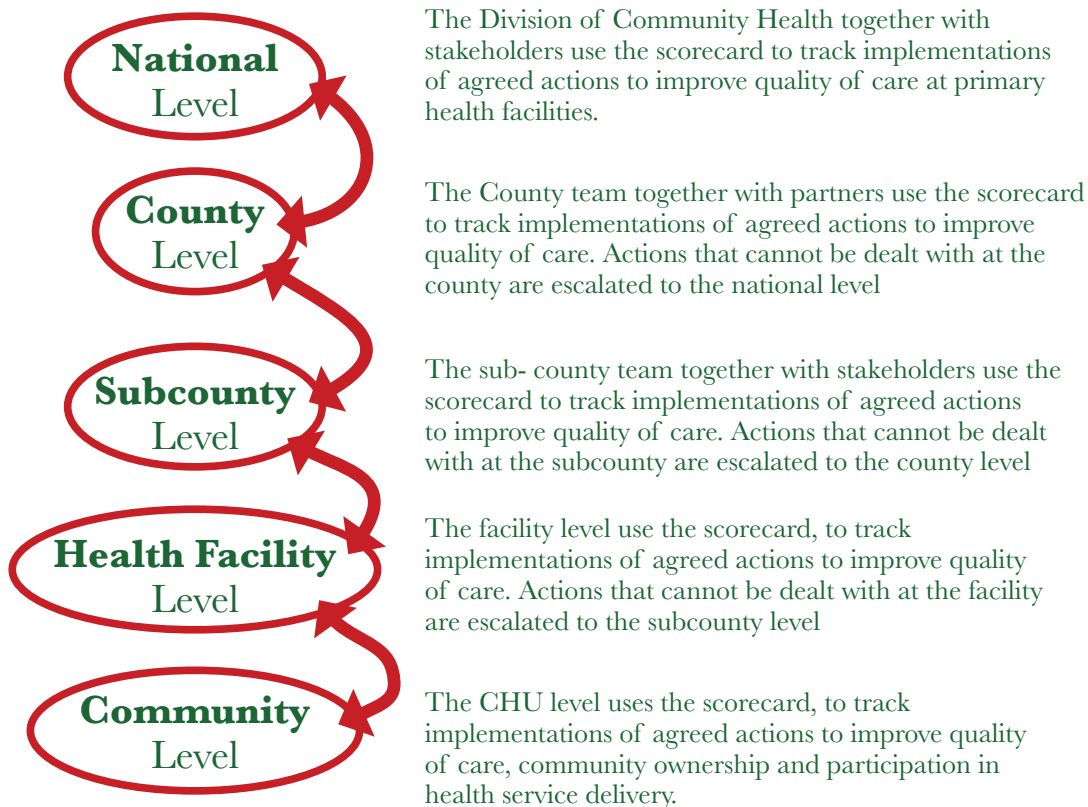 National
Level
The Division of Community Health together with
stakeholders use the scorecard to track implementations
of agreed actions to improve quality of care at primary
health facilities.
County
Level
The County team together with partners use the scorecard
to track implementations of agreed actions to improve
quality of care. Actions that cannot be dealt with at the
county are escalated to the national level
Subcounty
Level
The sub- county team together with stakeholders use the
scorecard to track implementations of agreed actions
to improve quality of care. Actions that cannot be dealt
with at the subcounty are escalated to the county level
Health Facility
Level
The facility level use the scorecard, to track
implementations of agreed actions to improve quality
of care. Actions that cannot be dealt with at the facility
are escalated to the subcounty level
Community
Level
The CHU level uses the scorecard, to track
implementations of agreed actions to improve quality
of care, community ownership and participation in
health service delivery.